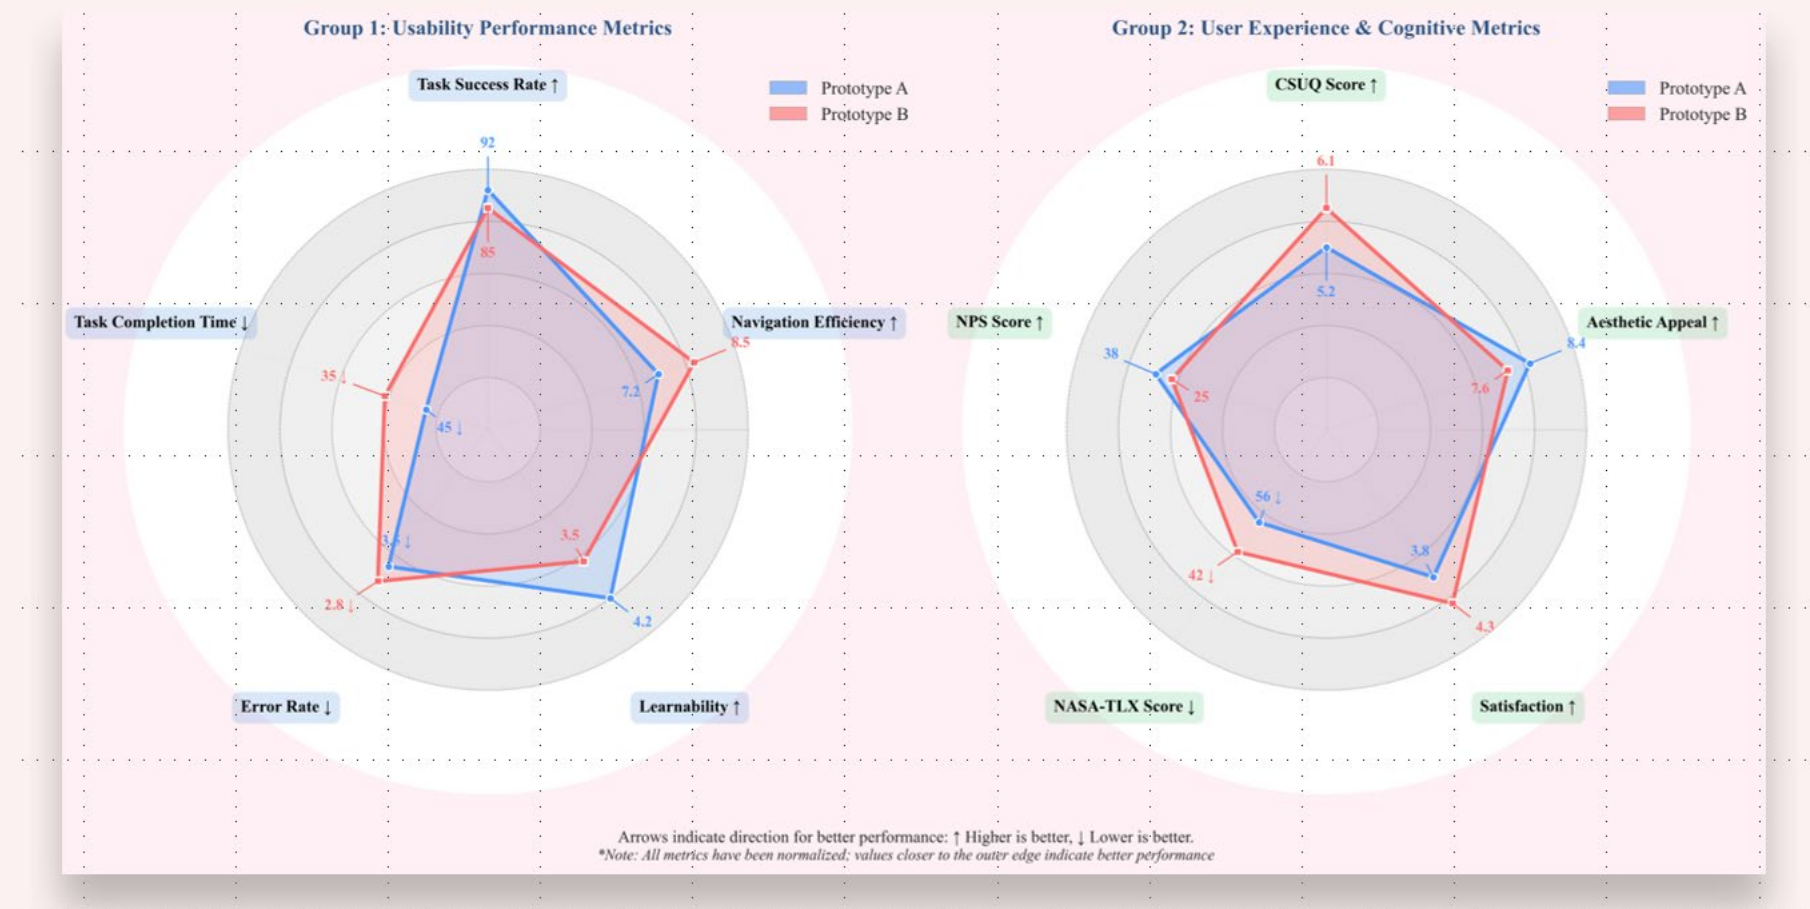 Group 1: Usability Performance Metrics
Task Success Rate ↑
Prototype A
Prototype B
92
85
Task Completion Time ↓
Navigation Efficiency ↑
8.5
35 ↓
7.2
45 ↓
3.5
2.8 ↓
4.2
Error Rate ↓
Learnability ↑
Group 2: User Experience & Cognitive Metrics
CSUQ Score ↑
Prototype A
Prototype B
6.1
5.2
NPS Score ↑
Aesthetic Appeal ↑
38
8.4
25
7.6
56 ↓
3.8
42 ↓
4.3
NASA-TLX Score ↓
Satisfaction ↑
Arrows indicate direction for better performance: ↑ Higher is better, ↓ Lower is better.
*Note: All metrics have been normalized; values closer to the outer edge indicate better performance